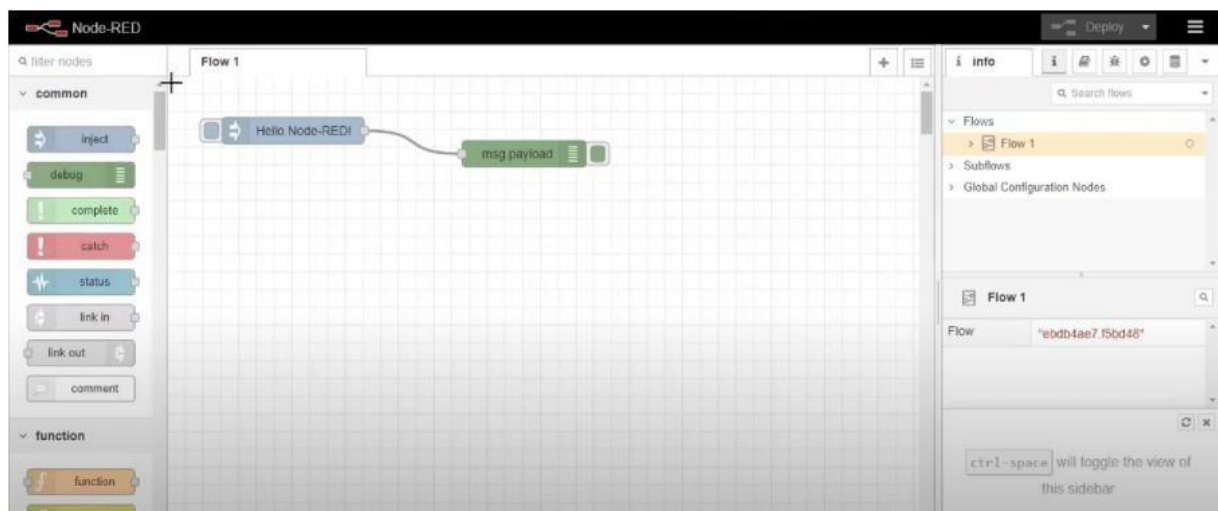 Node-RED
Deploy
filter nodes
Flow 1
i info
i
Search flows
common
Flows
Flow 1
Subflows
Global Configuration Nodes
inject
debug
complete
catch
status
link in
link out
comment
function
function
Hello Node-RED!
msg.payload
Flow 1
Flow
"ebdb4ae7.f5bd48"
ctrl-space will toggle the view of
this sidebar